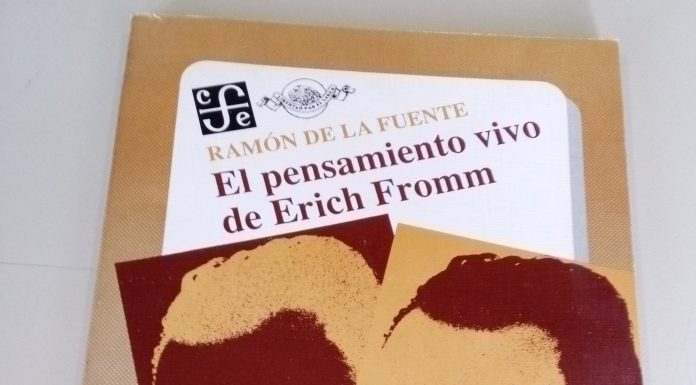 c f e
RAMÓN DE LA FUENTE
El pensamiento vivo
de Erich Fromm